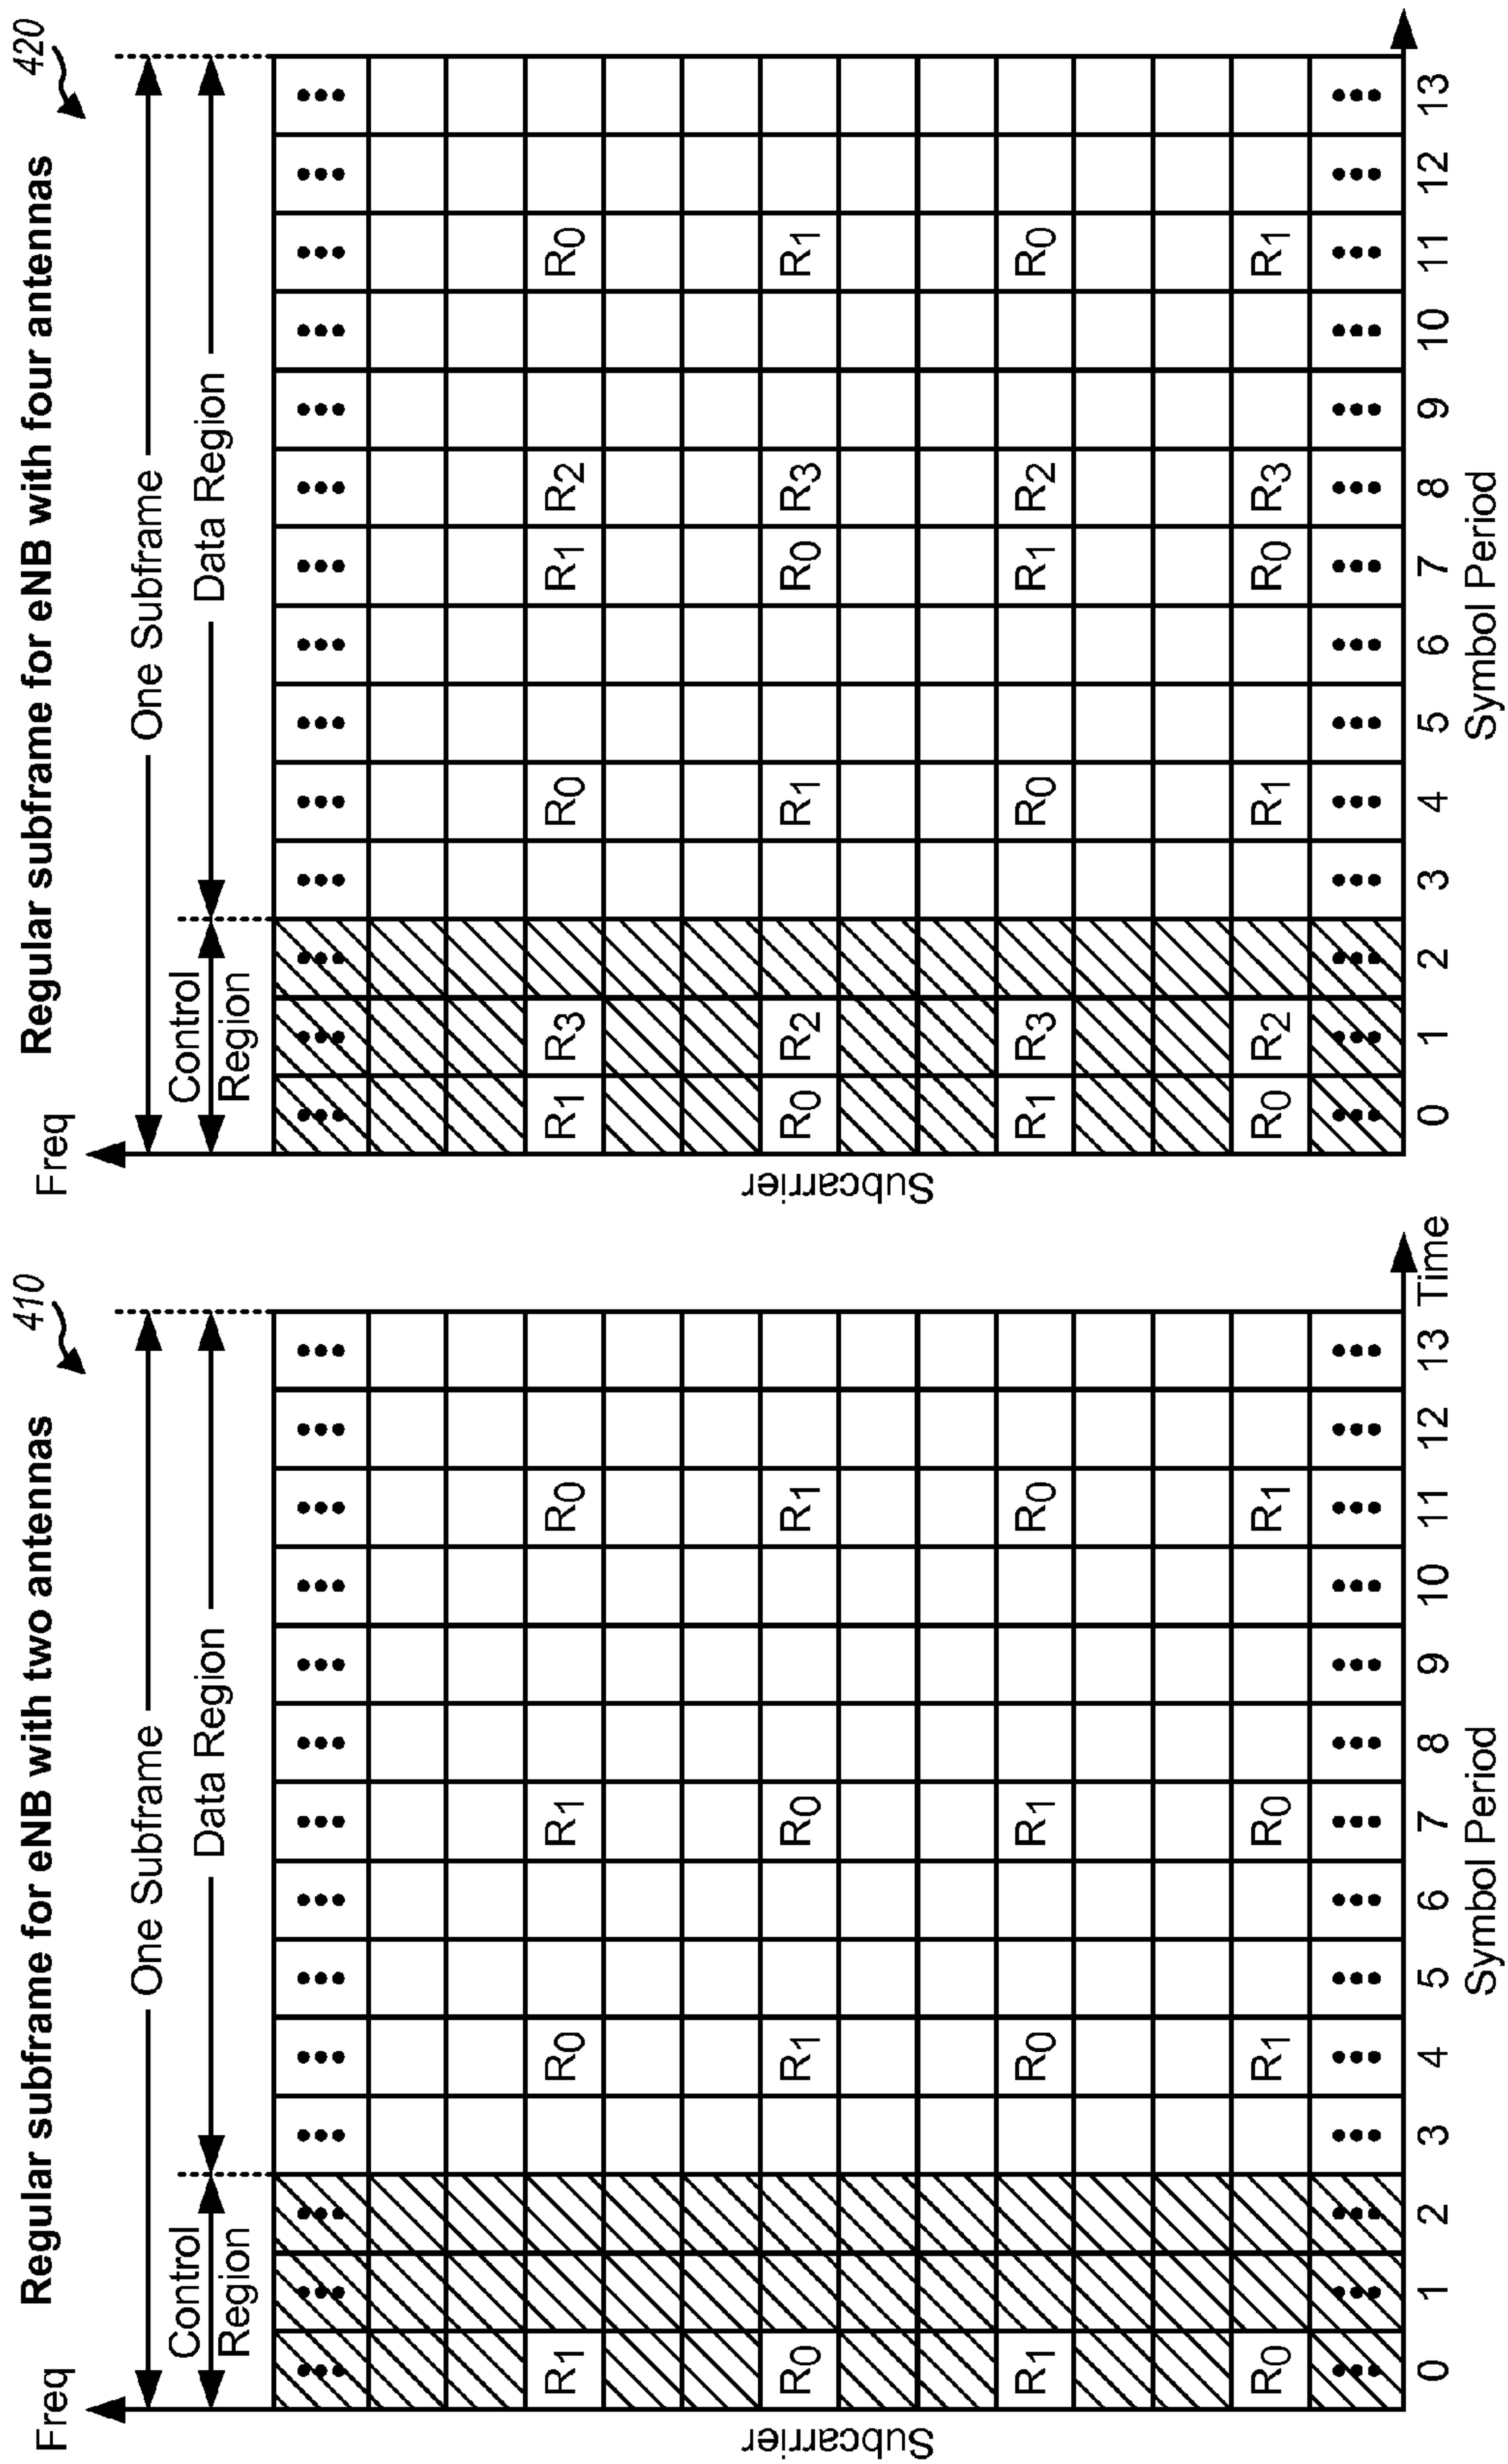 Regular subframe for eNB with two antennas
410
Freq
One Subframe
Control
Region
Data Region
R1 R0 R1 R0
R0 R1 R0 R1
R1 R0 R1 R0
R0 R1 R0 R1
Subcarrier
0 1 2 3 4 5 6 7 8 9 10 11 12 13
Time
Symbol Period
Regular subframe for eNB with four antennas
420
Freq
One Subframe
Control
Region
Data Region
R1 R3 R0 R1 R2 R0
R0 R2 R1 R0 R3 R1
R1 R3 R0 R1 R2 R0
R0 R2 R1 R0 R3 R1
Subcarrier
0 1 2 3 4 5 6 7 8 9 10 11 12 13
Symbol Period